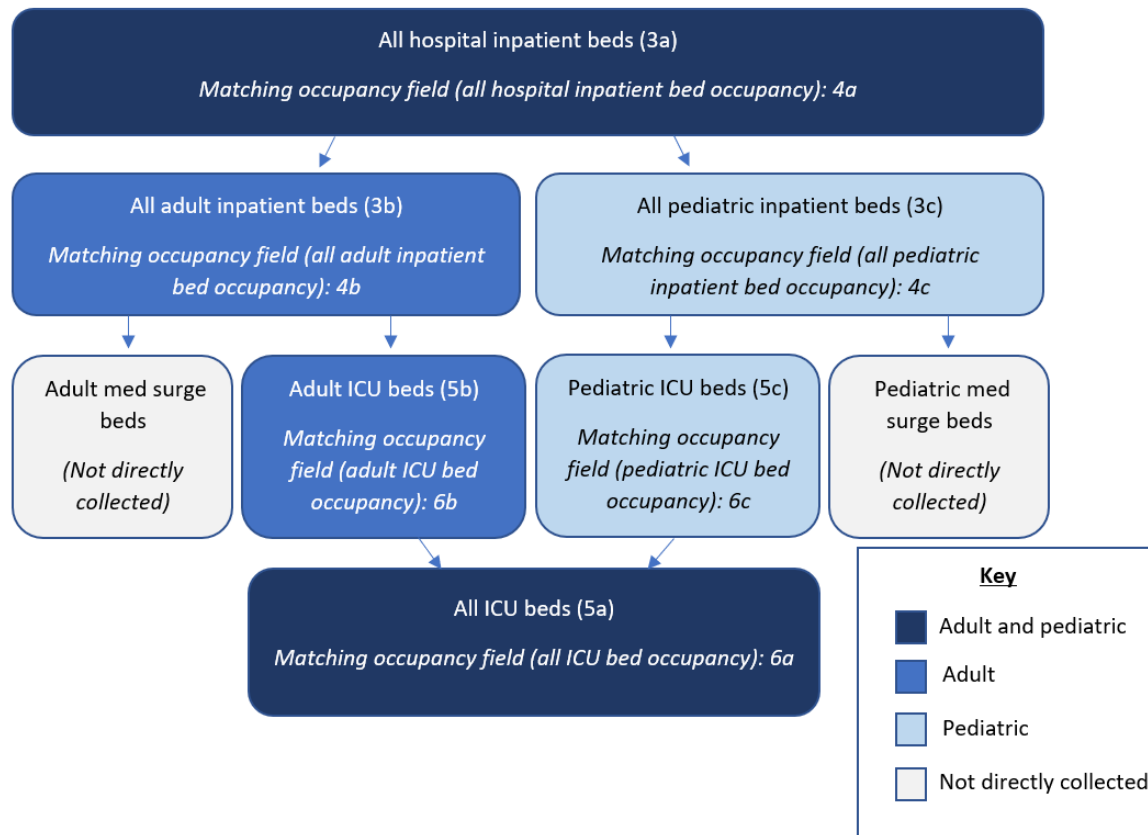 All hospital inpatient beds (3a)
Matching occupancy field (all hospital inpatient bed occupancy): 4a
All adult inpatient beds (3b)
Matching occupancy field (all adult inpatient
bed occupancy): 4b
All pediatric inpatient beds (3c)
Matching occupancy field (all pediatric
inpatient bed occupancy): 4c
Adult med surge
beds
(Not directly
collected)
Adult ICU beds (5b)
Matching occupancy
field (adult ICU bed
occupancy): 6b
Pediatric ICU beds (5c)
Matching occupancy
field (pediatric ICU bed
occupancy): 6c
Pediatric med
surge beds
(Not directly
collected)
All ICU beds (5a)
Matching occupancy field (all ICU bed occupancy): 6a
Key
Adult and pediatric
Adult
Pediatric
Not directly collected